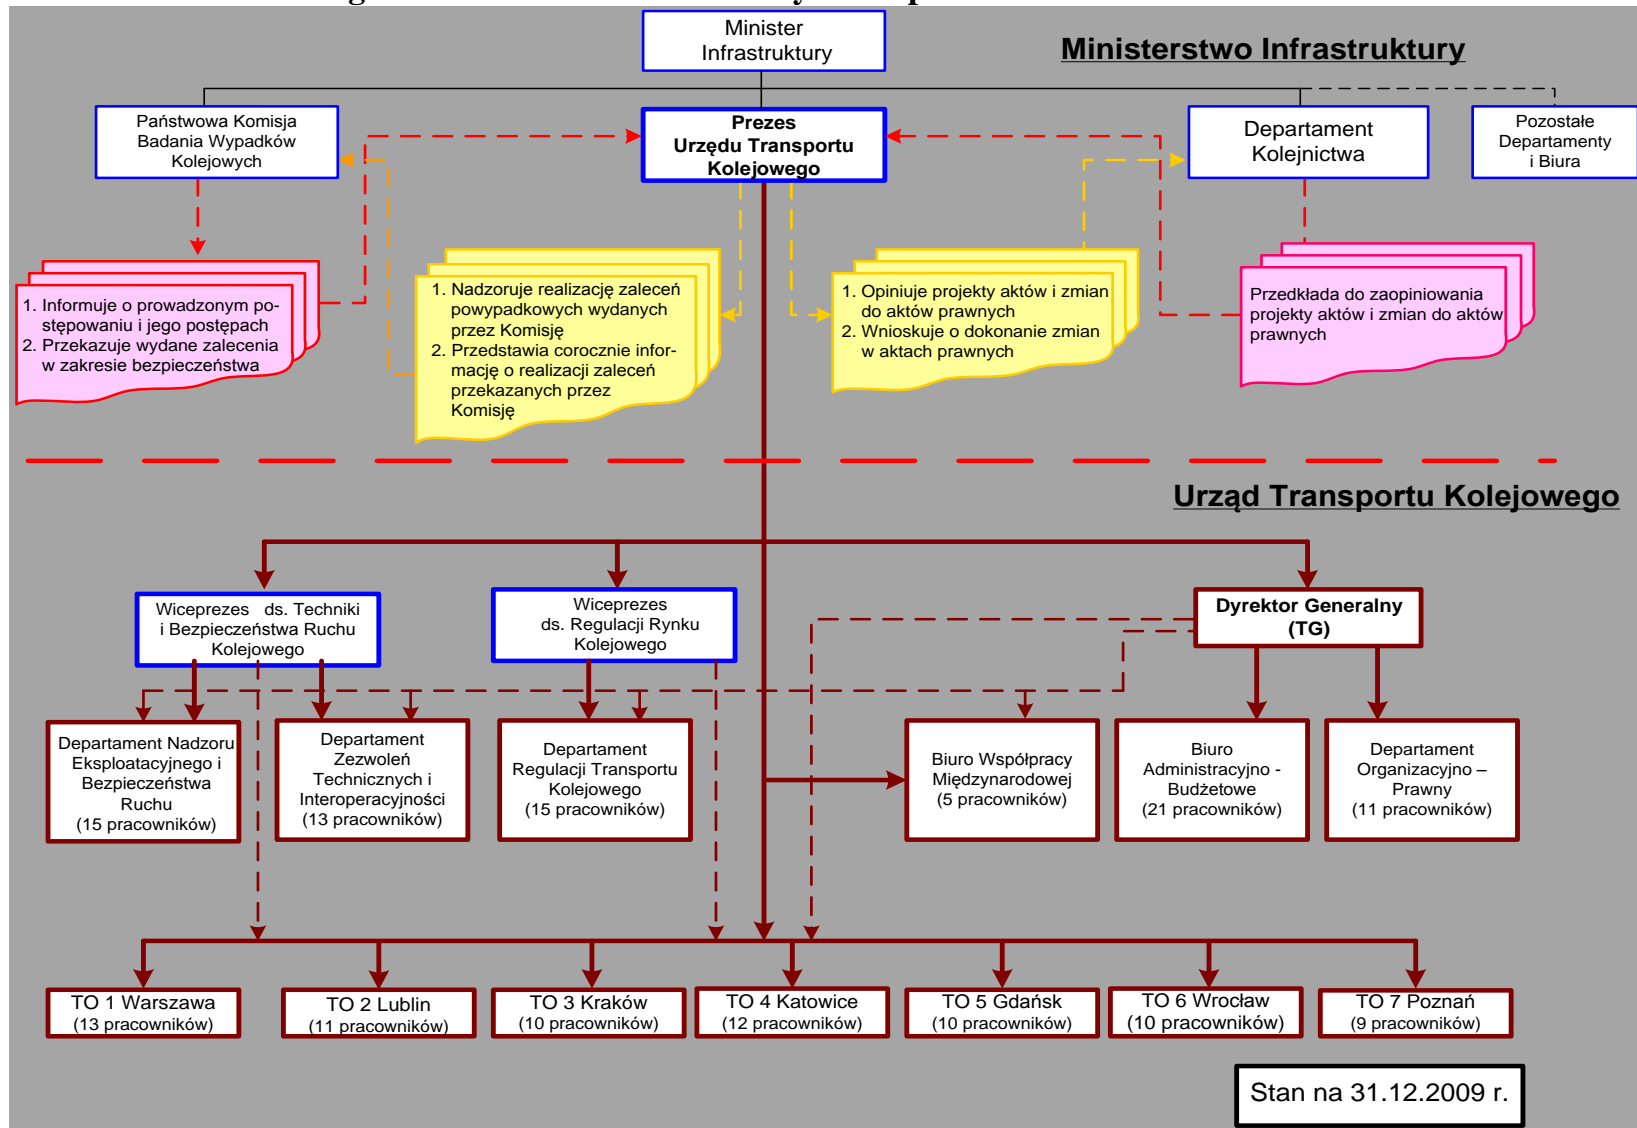 Minister
Infrastruktury
Ministerstwo Infrastruktury
Państwowa Komisja
Badania Wypadków
Kolejowych
Prezes
Urzędu Transportu
Kolejowego
Departament
Kolejnictwa
Pozostałe
Departamenty
i Biura
1. Informuje o prowadzonym po-
stępowaniu i jego postępach
2. Przekazuje wydane zalecenia
w zakresie bezpieczeństwa
1. Nadzoruje realizację zaleceń
powypadkowych wydanych
przez Komisję
2. Przedstawia corocznie infor-
mację o realizacji zaleceń
przekazanych przez
Komisję
1. Opiniuje projekty aktów i zmian
do aktów prawnych
2. Wnioskuje o dokonanie zmian
w aktach prawnych
Przedkłada do zaopiniowania
projekty aktów i zmian do aktów
prawnych
Urząd Transportu Kolejowego
Wiceprezes ds. Techniki
i Bezpieczeństwa Ruchu
Kolejowego
Wiceprezes
ds. Regulacji Rynku
Kolejowego
Dyrektor Generalny
(TG)
Departament Nadzoru
Eksploatacyjnego i
Bezpieczeństwa
Ruchu
(15 pracowników)
Departament
Zezwoleń
Technicznych i
Interoperacyjności
(13 pracowników)
Departament
Regulacji Transportu
Kolejowego
(15 pracowników)
Biuro Współpracy
Międzynarodowej
(5 pracowników)
Biuro
Administracyjno -
Budżetowe
(21 pracowników)
Departament
Organizacyjno –
Prawny
(11 pracowników)
TO 1 Warszawa
(13 pracowników)
TO 2 Lublin
(11 pracowników)
TO 3 Kraków
(10 pracowników)
TO 4 Katowice
(12 pracowników)
TO 5 Gdańsk
(10 pracowników)
TO 6 Wrocław
(10 pracowników)
TO 7 Poznań
(9 pracowników)
Stan na 31.12.2009 r.